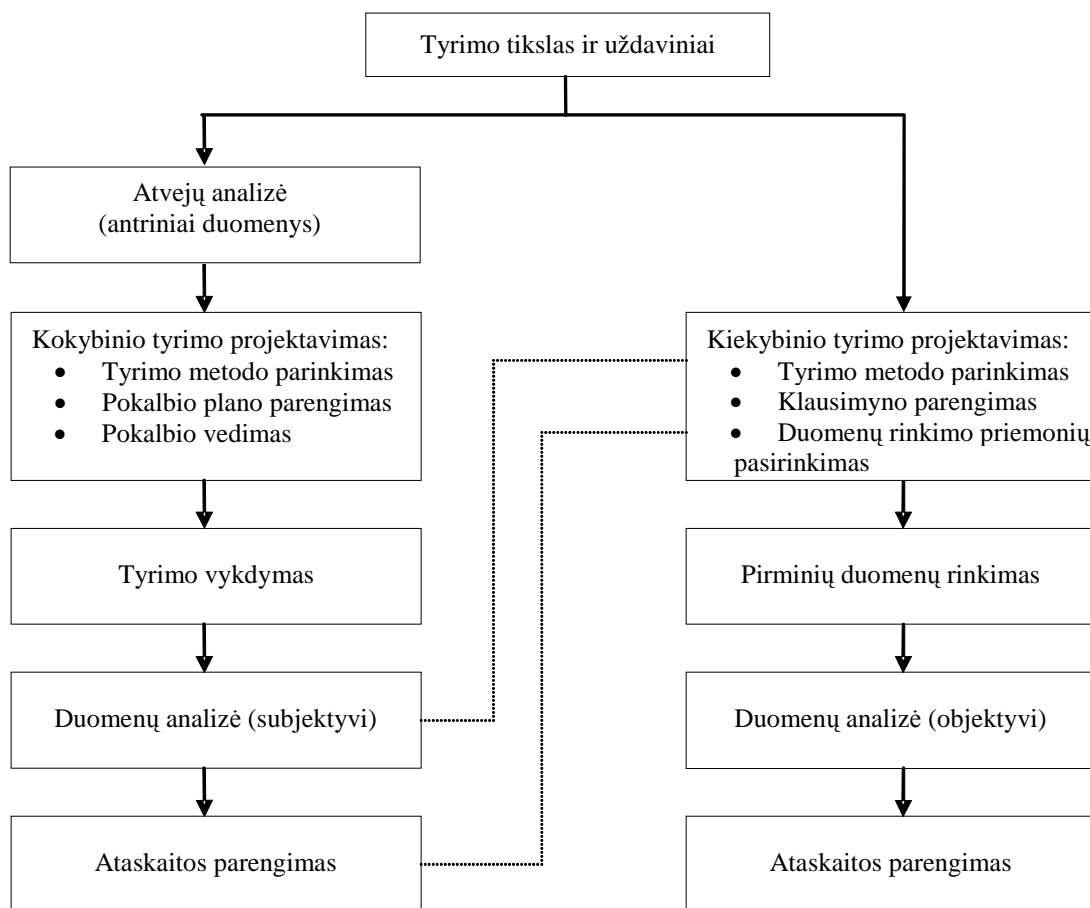 Tyrimo tikslas ir uždaviniai
Atvejų analizė
(antriniai duomenys)
Kokybinio tyrimo projektavimas:
• Tyrimo metodo parinkimas
• Pokalbio plano parengimas
• Pokalbio vedimas
Tyrimo vykdymas
Duomenų analizė (subjektyvi)
Ataskaitos parengimas
Kiekybinio tyrimo projektavimas:
• Tyrimo metodo parinkimas
• Klausimyno parengimas
• Duomenų rinkimo priemonių
pasirinkimas
Pirminių duomenų rinkimas
Duomenų analizė (objektyvi)
Ataskaitos parengimas